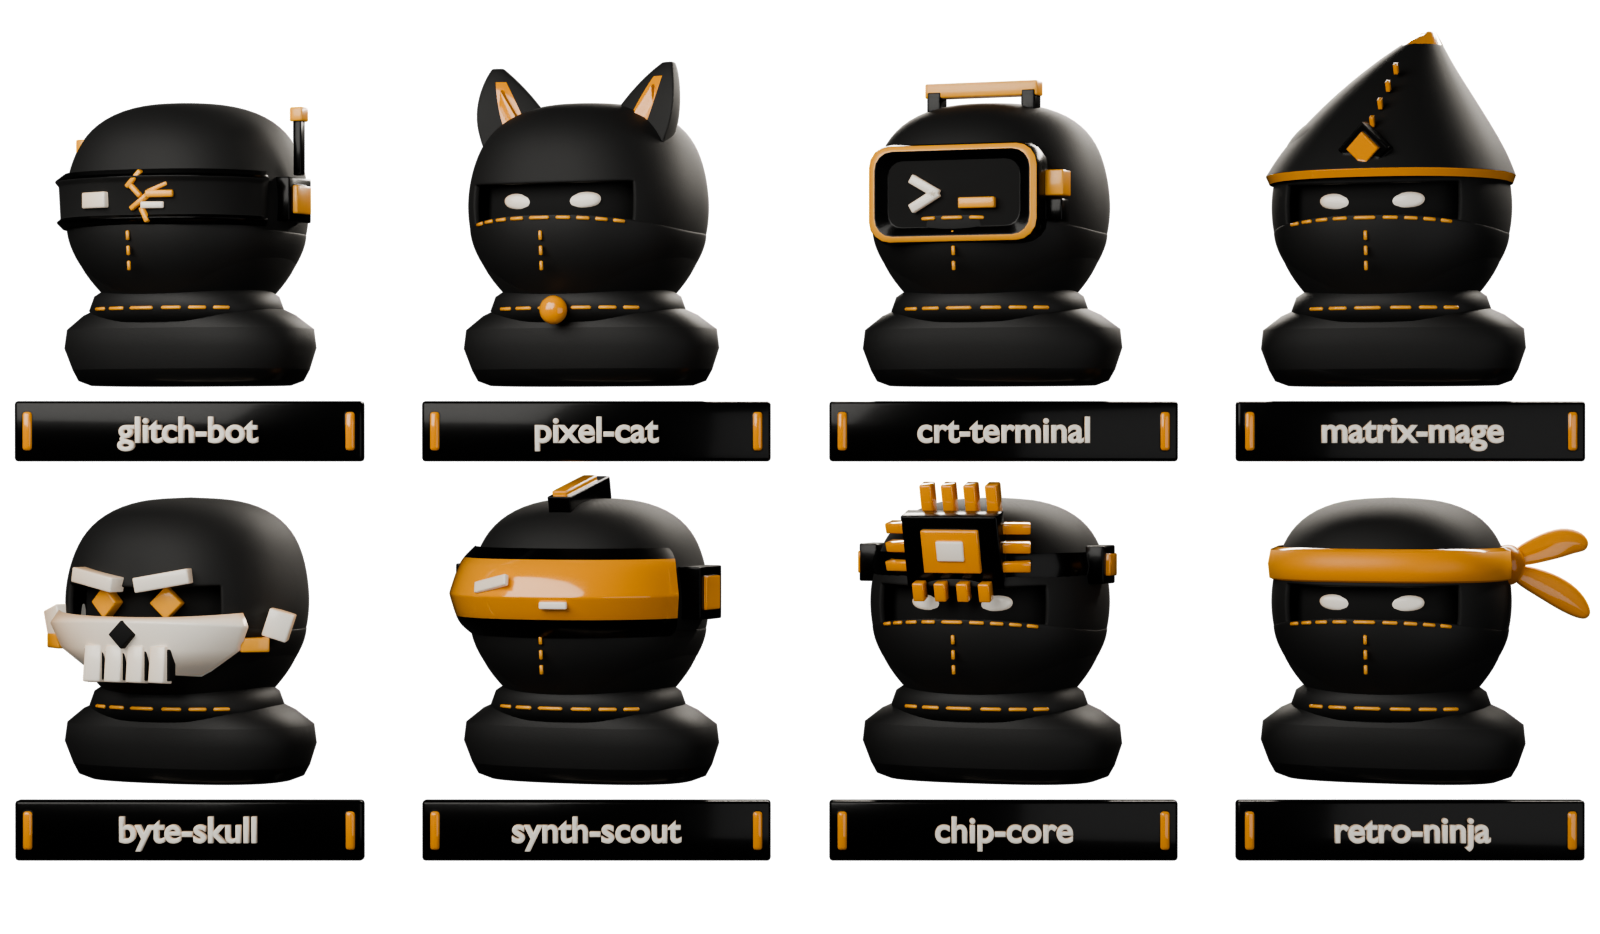 glitch-bot
pixel-cat
crt-terminal
matrix-mage
byte-skull
synth-scout
chip-core
retro-ninja